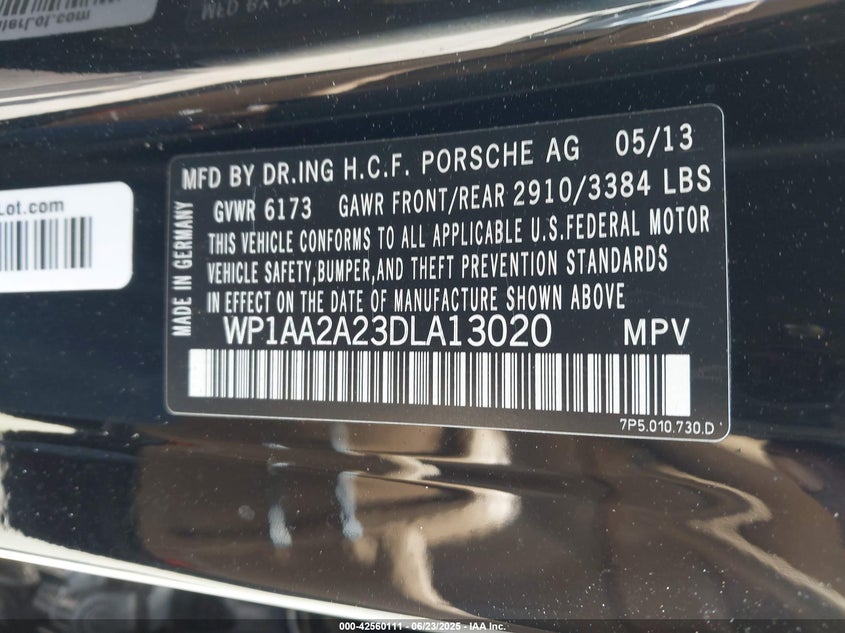 Lot.com
MFD BY DR.ING H.C.F. PORSCHE AG 05/13
GVWR 6173 GAWR FRONT/REAR 2910/3384 LBS
THIS VEHICLE CONFORMS TO ALL APPLICABLE U.S.FEDERAL MOTOR
VEHICLE SAFETY,BUMPER,AND THEFT PREVENTION STANDARDS
IN EFFECT ON THE DATE OF MANUFACTURE SHOWN ABOVE
MADE IN GERMANY
WP1AA2A23DLA13020 MPV
7P5.010.730.D
000-42560111 - 06/23/2025 - IAA Inc.